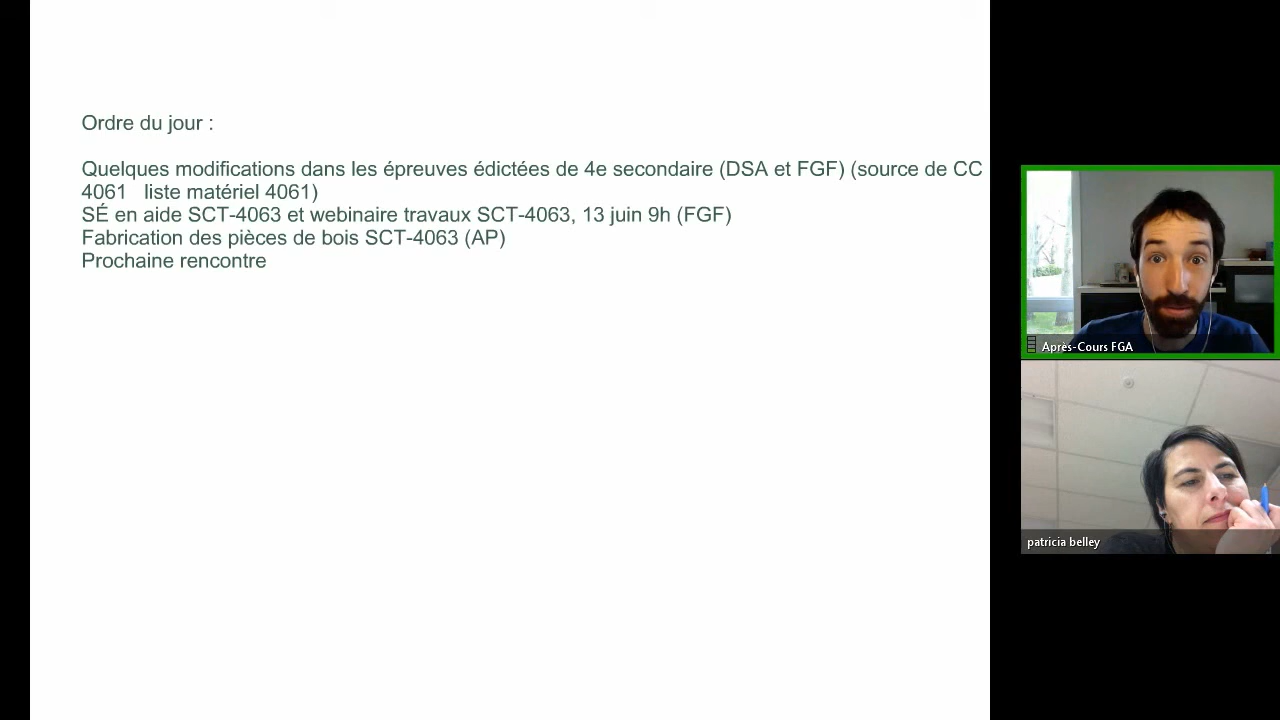 Ordre du jour :
Quelques modifications dans les épreuves édictées de 4e secondaire (DSA et FGF) (source de CC
4061   liste matériel 4061)
SÉ en aide SCT-4063 et webinaire travaux SCT-4063, 13 juin 9h (FGF)
Fabrication des pièces de bois SCT-4063 (AP)
Prochaine rencontre
Après-Cours FGA
patricia belley